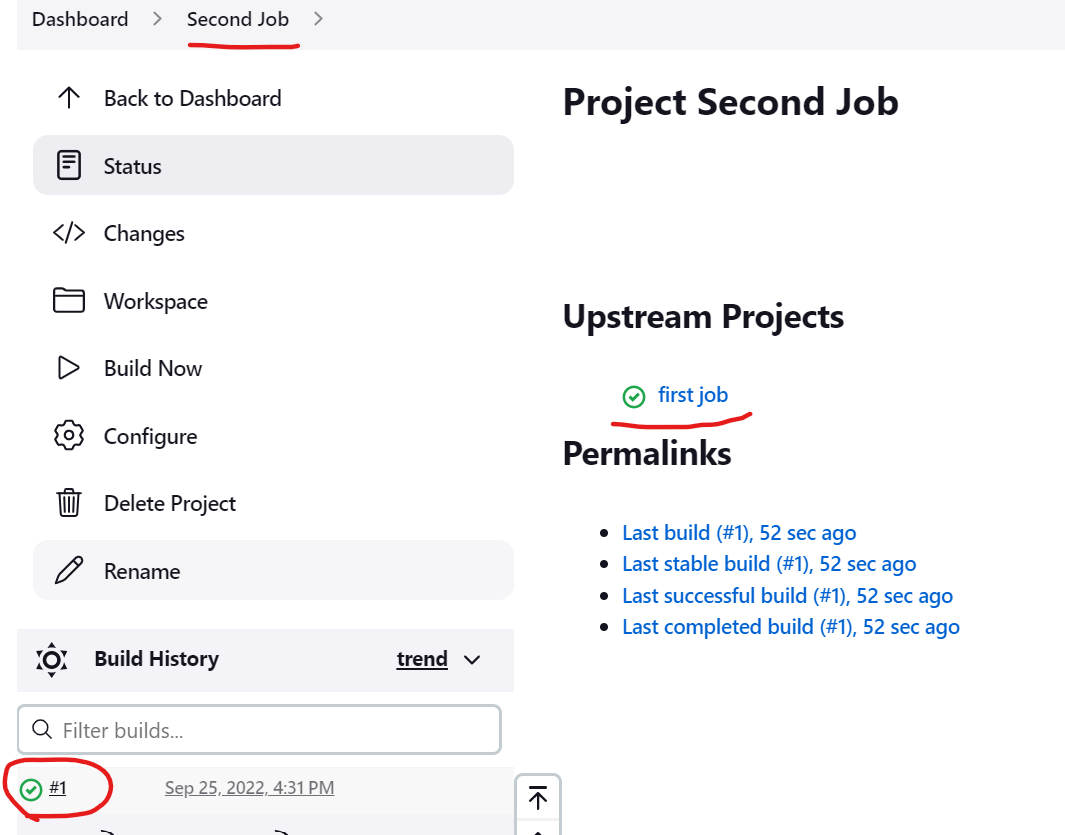 Dashboard > Second Job >
Back to Dashboard
Status
Changes
Workspace
Build Now
Configure
Delete Project
Rename
Build History trend
Filter builds...
#1 Sep 25, 2022, 4:31 PM
Project Second Job
Upstream Projects
first job
Permalinks
Last build (#1), 52 sec ago
Last stable build (#1), 52 sec ago
Last successful build (#1), 52 sec ago
Last completed build (#1), 52 sec ago